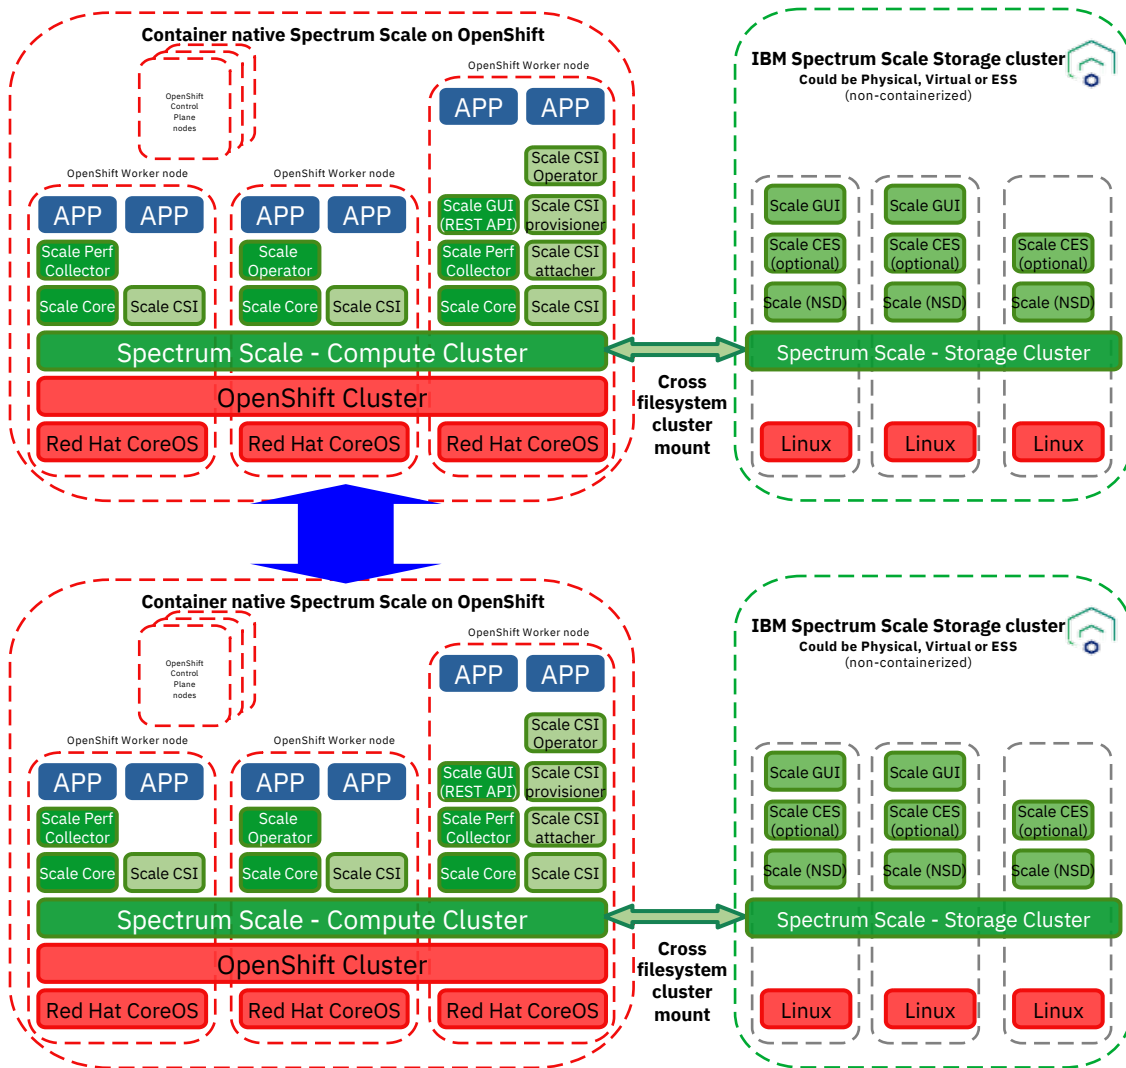 Container native Spectrum Scale on OpenShift
OpenShift
Control
Plane
nodes
OpenShift Worker node
APP APP
Scale Perf
Collector
Scale Core Scale CSI
OpenShift Worker node
APP APP
Scale
Operator
Scale Core Scale CSI
OpenShift Worker node
APP APP
Scale CSI
Operator
Scale GUI
(REST API)
Scale CSI
provisioner
Scale Perf
Collector
Scale CSI
attacher
Scale Core Scale CSI
Spectrum Scale - Compute Cluster
OpenShift Cluster
Red Hat CoreOS Red Hat CoreOS Red Hat CoreOS
Cross
filesystem
cluster
mount
IBM Spectrum Scale Storage cluster
Could be Physical, Virtual or ESS
(non-containerized)
Scale GUI Scale GUI
Scale CES
(optional)
Scale CES
(optional)
Scale CES
(optional)
Scale (NSD) Scale (NSD) Scale (NSD)
Spectrum Scale - Storage Cluster
Linux Linux Linux
Container native Spectrum Scale on OpenShift
OpenShift
Control
Plane
nodes
OpenShift Worker node
APP APP
Scale Perf
Collector
Scale Core Scale CSI
OpenShift Worker node
APP APP
Scale
Operator
Scale Core Scale CSI
OpenShift Worker node
APP APP
Scale CSI
Operator
Scale GUI
(REST API)
Scale CSI
provisioner
Scale Perf
Collector
Scale CSI
attacher
Scale Core Scale CSI
Spectrum Scale - Compute Cluster
OpenShift Cluster
Red Hat CoreOS Red Hat CoreOS Red Hat CoreOS
Cross
filesystem
cluster
mount
IBM Spectrum Scale Storage cluster
Could be Physical, Virtual or ESS
(non-containerized)
Scale GUI Scale GUI
Scale CES
(optional)
Scale CES
(optional)
Scale CES
(optional)
Scale (NSD) Scale (NSD) Scale (NSD)
Spectrum Scale - Storage Cluster
Linux Linux Linux